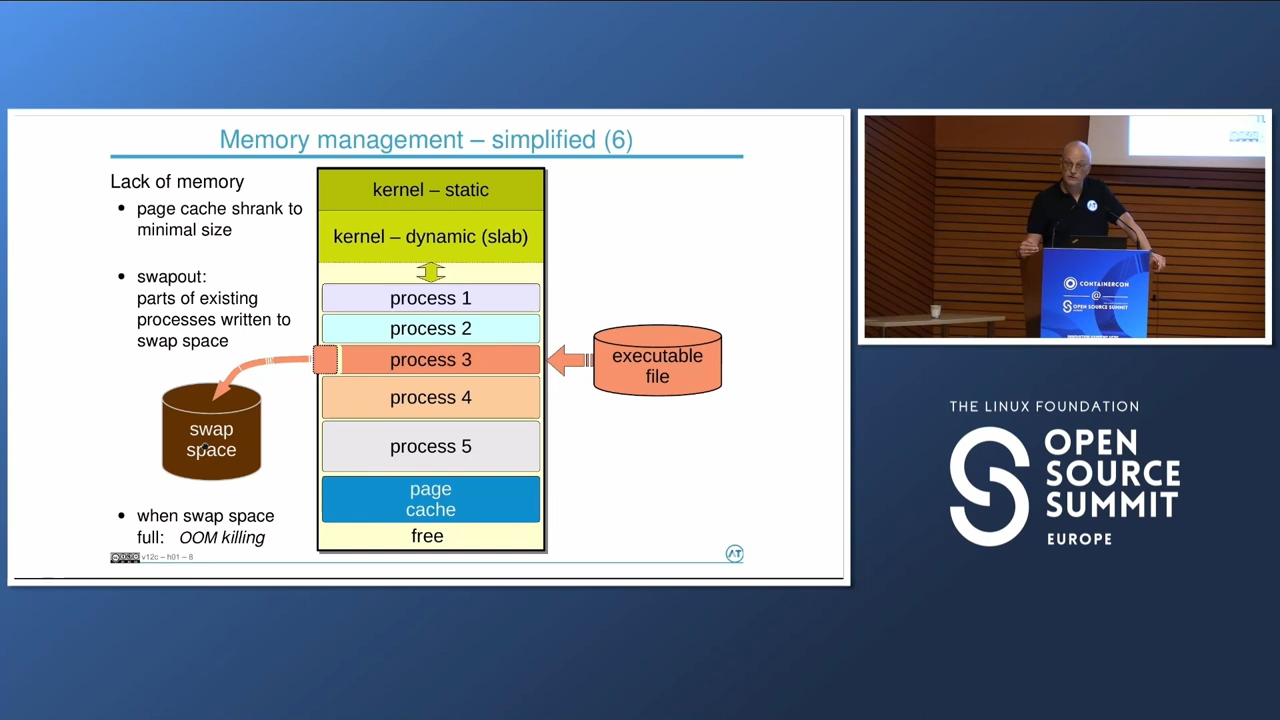 Memory management – simplified (6)
Lack of memory
• page cache shrank to
minimal size
• swapout:
parts of existing
processes written to
swap space
swap
space
• when swap space
full: OOM killing
v12c – h01 – 8
kernel – static
kernel – dynamic (slab)
process 1
process 2
process 3
process 4
process 5
page
cache
free
executable
file
AT
AT
CONTAINERCON
@
OPEN SOURCE SUMMIT
THE LINUX FOUNDATION
OPEN
SOURCE
SUMMIT
EUROPE